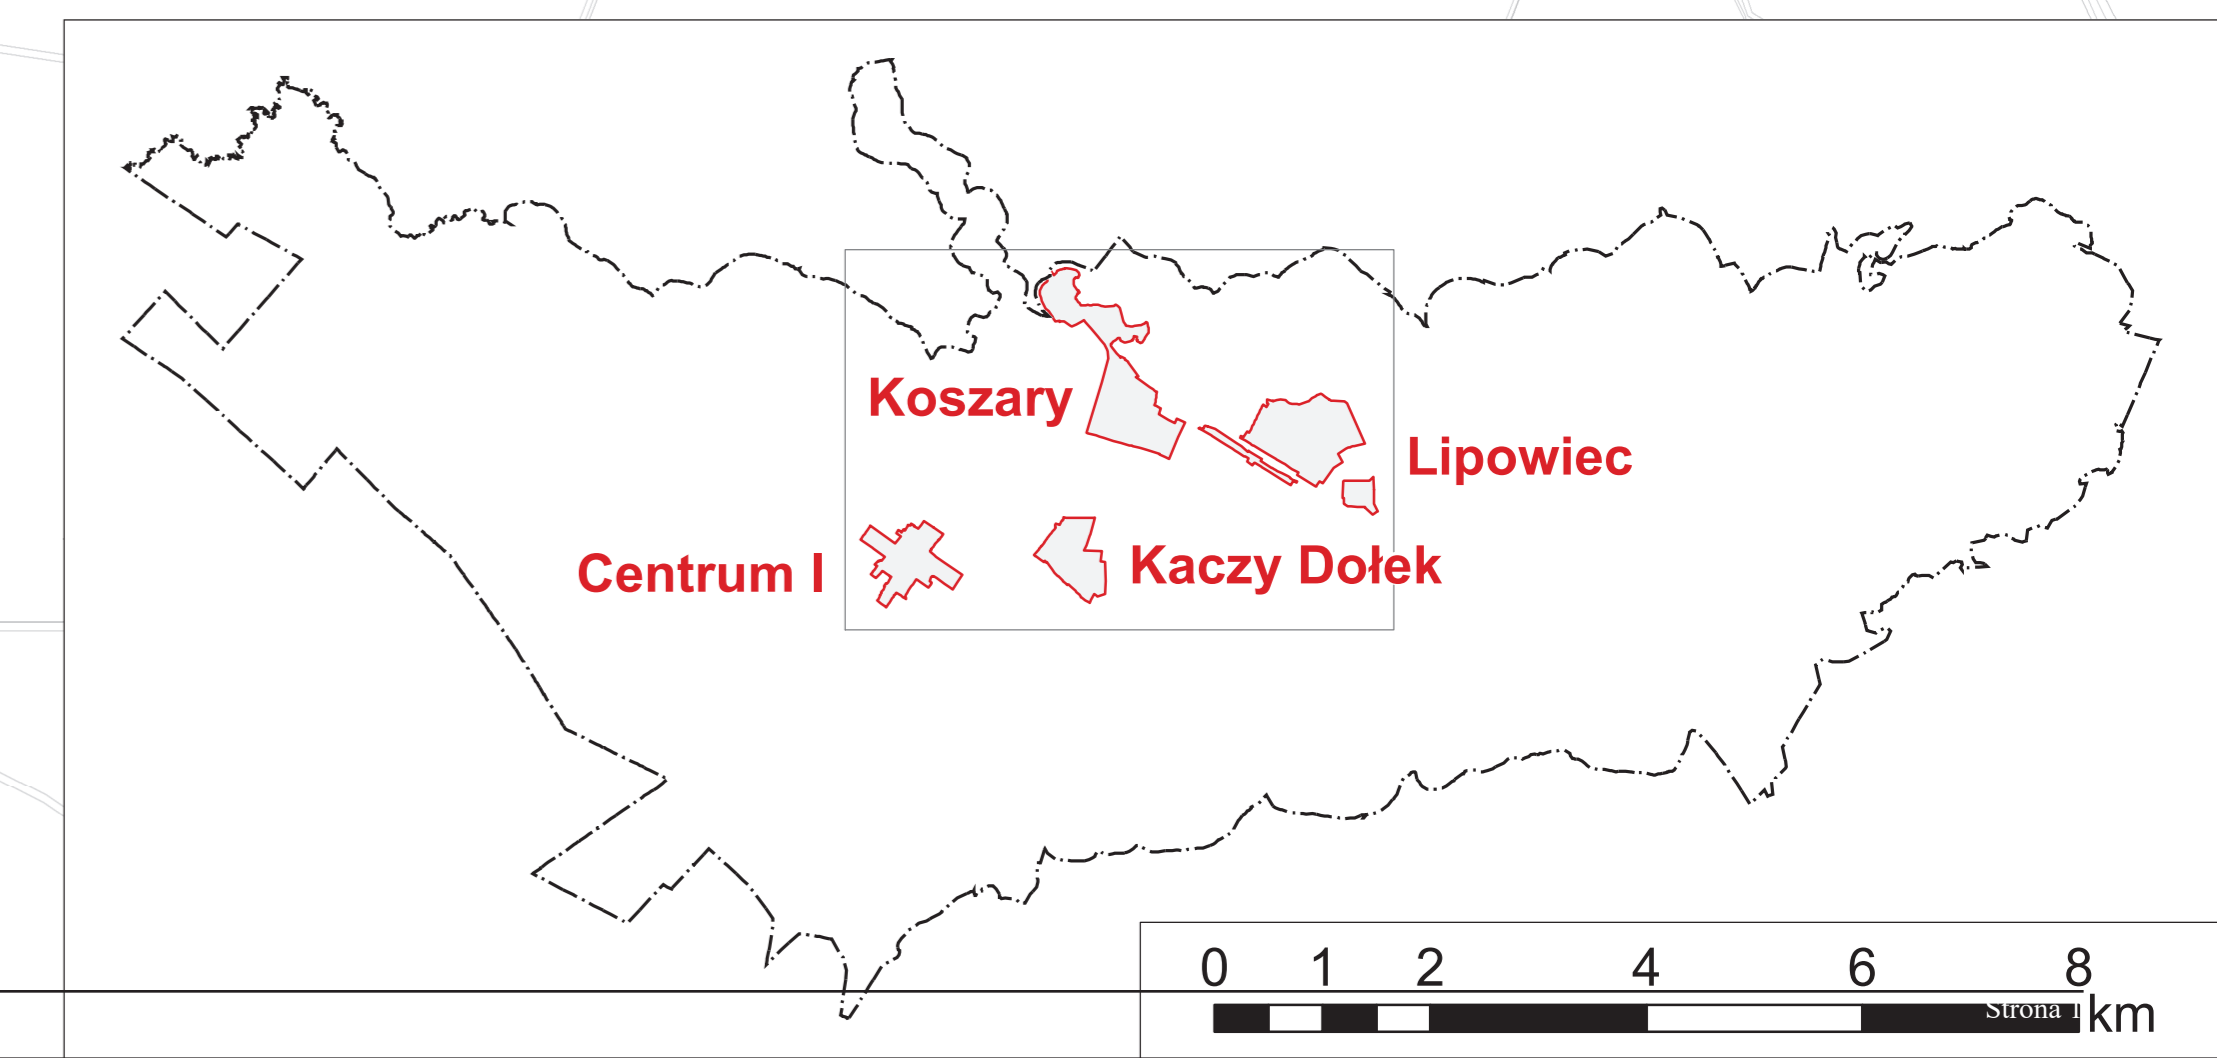 Koszary
Lipowiec
Centrum I
Kaczy Dołek
0 1 2 4 6 8
km
Strona 1